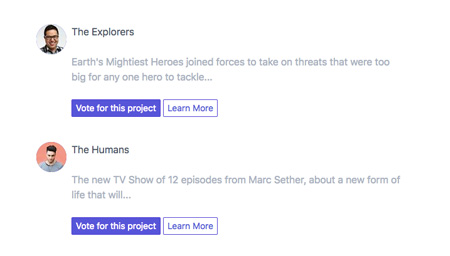 The Explorers
Earth's Mightiest Heroes joined forces to take on threats that were too
big for any one hero to tackle...
Vote for this project Learn More
The Humans
The new TV Show of 12 episodes from Marc Sether, about a new form of
life that will...
Vote for this project Learn More